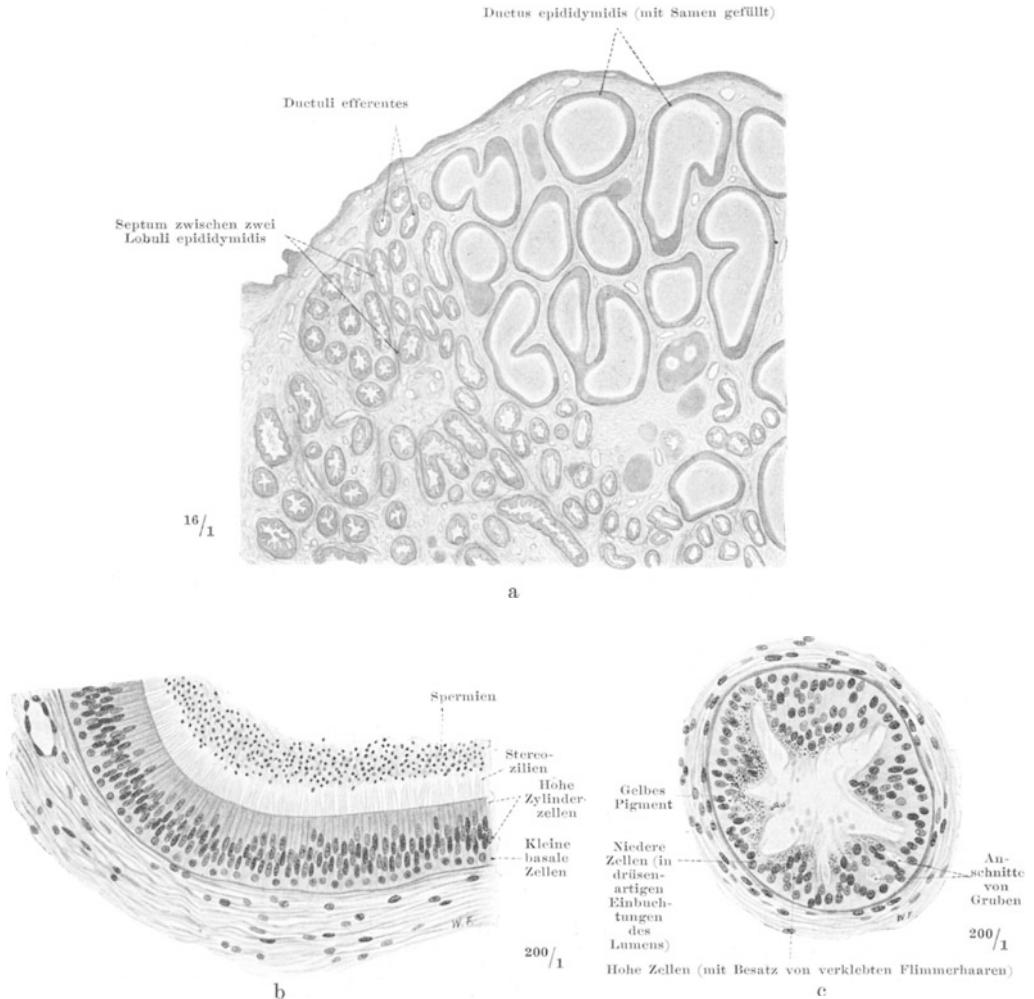 Ductus epididymidis (mit Samen gefüllt)
Ductuli efferentes
Septum zwischen zwei
Lobuli epididymidis
16/1
a
Spermien
Stereo-
zilien
Hohe
Zylinder-
zellen
Kleine
basale
Zellen
W. F.
200/1
b
Gelbes
Pigment
Niedere
Zellen (in
drüsen-
artigen
Einbuch-
tungen
des
Lumens)
An-
schnitte
von
Gruben
W. F.
200/1
Hohe Zellen (mit Besatz von verklebten Flimmerhaaren)
c